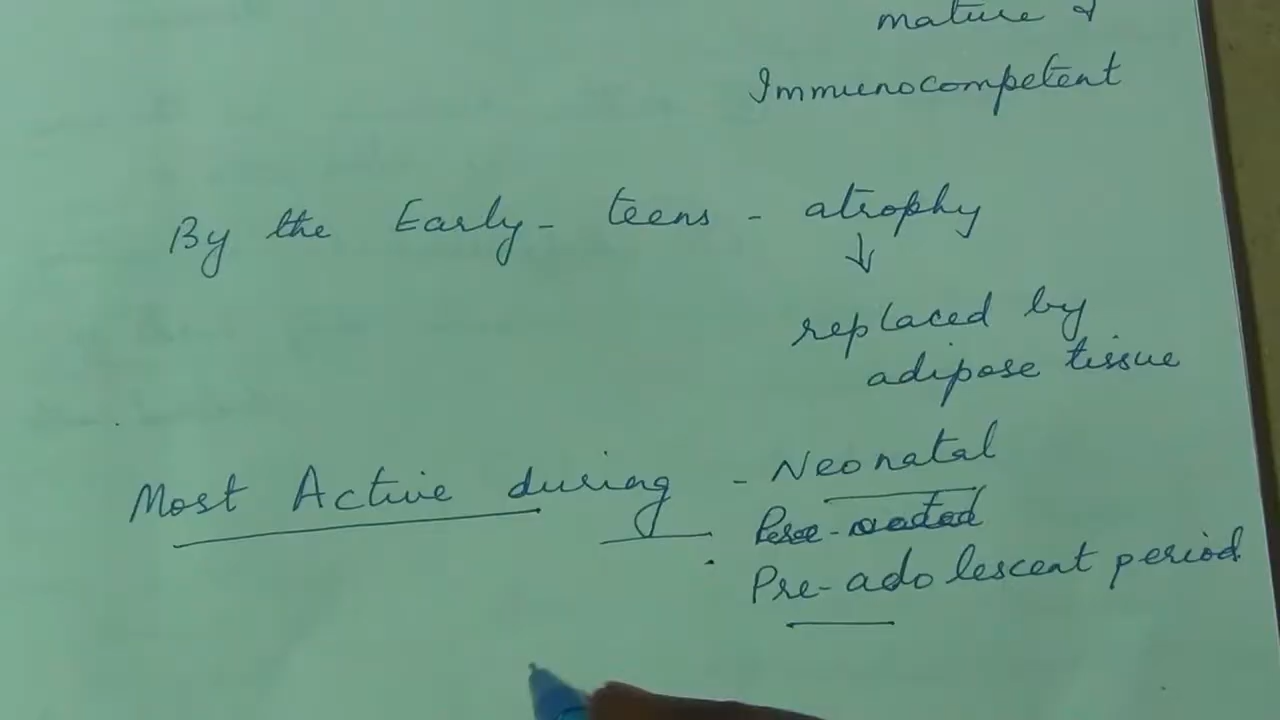 mature &
Immunocompetent
By the Early - teens - atrophy
↓
replaced by
adipose tissue
Most Active during - Neonatal
Pre-adolescent period